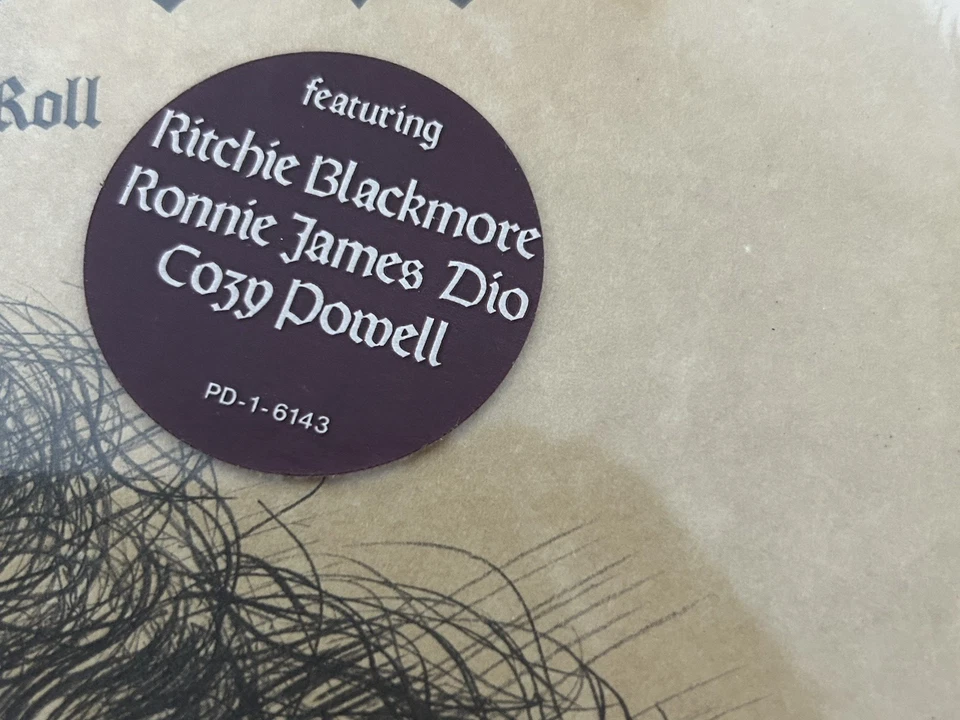 Roll
featuring
Ritchie Blackmore
Ronnie James Dio
Cozy Powell
PD-1-6143